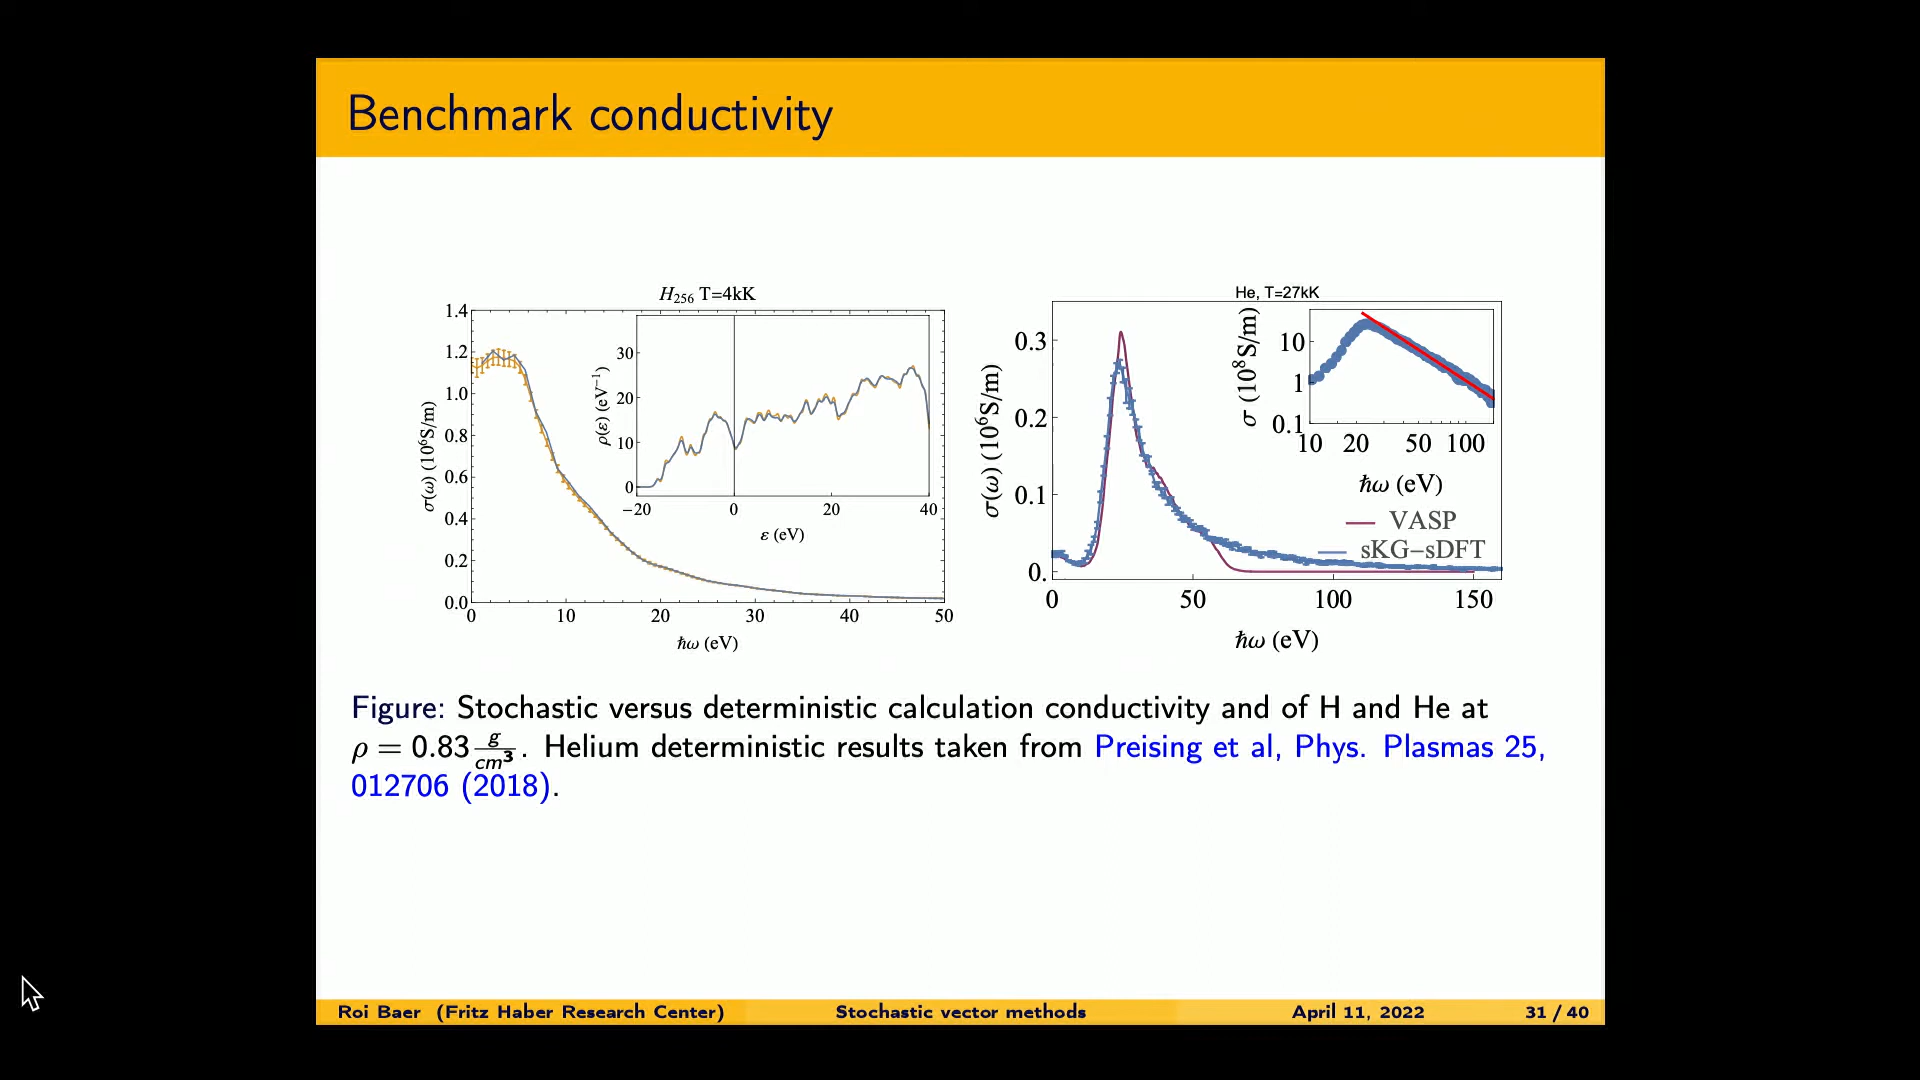 Benchmark conductivity
H256 T=4kK
1.4
1.2
1.0
0.8
0.6
0.4
0.2
0.0
σ(ω) (10⁶S/m)
0 10 20 30 40 50
ħω (eV)
30
20
10
0
ρ(ε) (eV⁻¹)
−20 0 20 40
ε (eV)
He, T=27kK
0.3
0.2
0.1
0.
σ(ω) (10⁶S/m)
0 50 100 150
ħω (eV)
σ (10⁸S/m)
10
1
0.1
10 20 50 100
ħω (eV)
VASP
sKG−sDFT
Figure: Stochastic versus deterministic calculation conductivity and of H and He at
ρ = 0.83 g/cm³. Helium deterministic results taken from Preising et al, Phys. Plasmas 25,
012706 (2018).
Roi Baer (Fritz Haber Research Center) Stochastic vector methods April 11, 2022 31 / 40